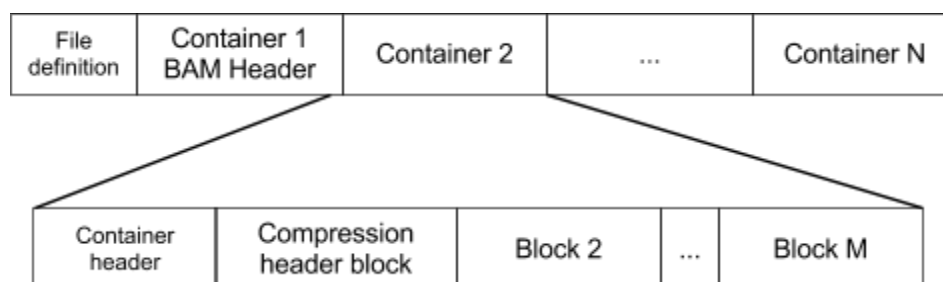 File
definition
Container 1
BAM Header
Container 2
...
Container N
Container
header
Compression
header block
Block 2
...
Block M